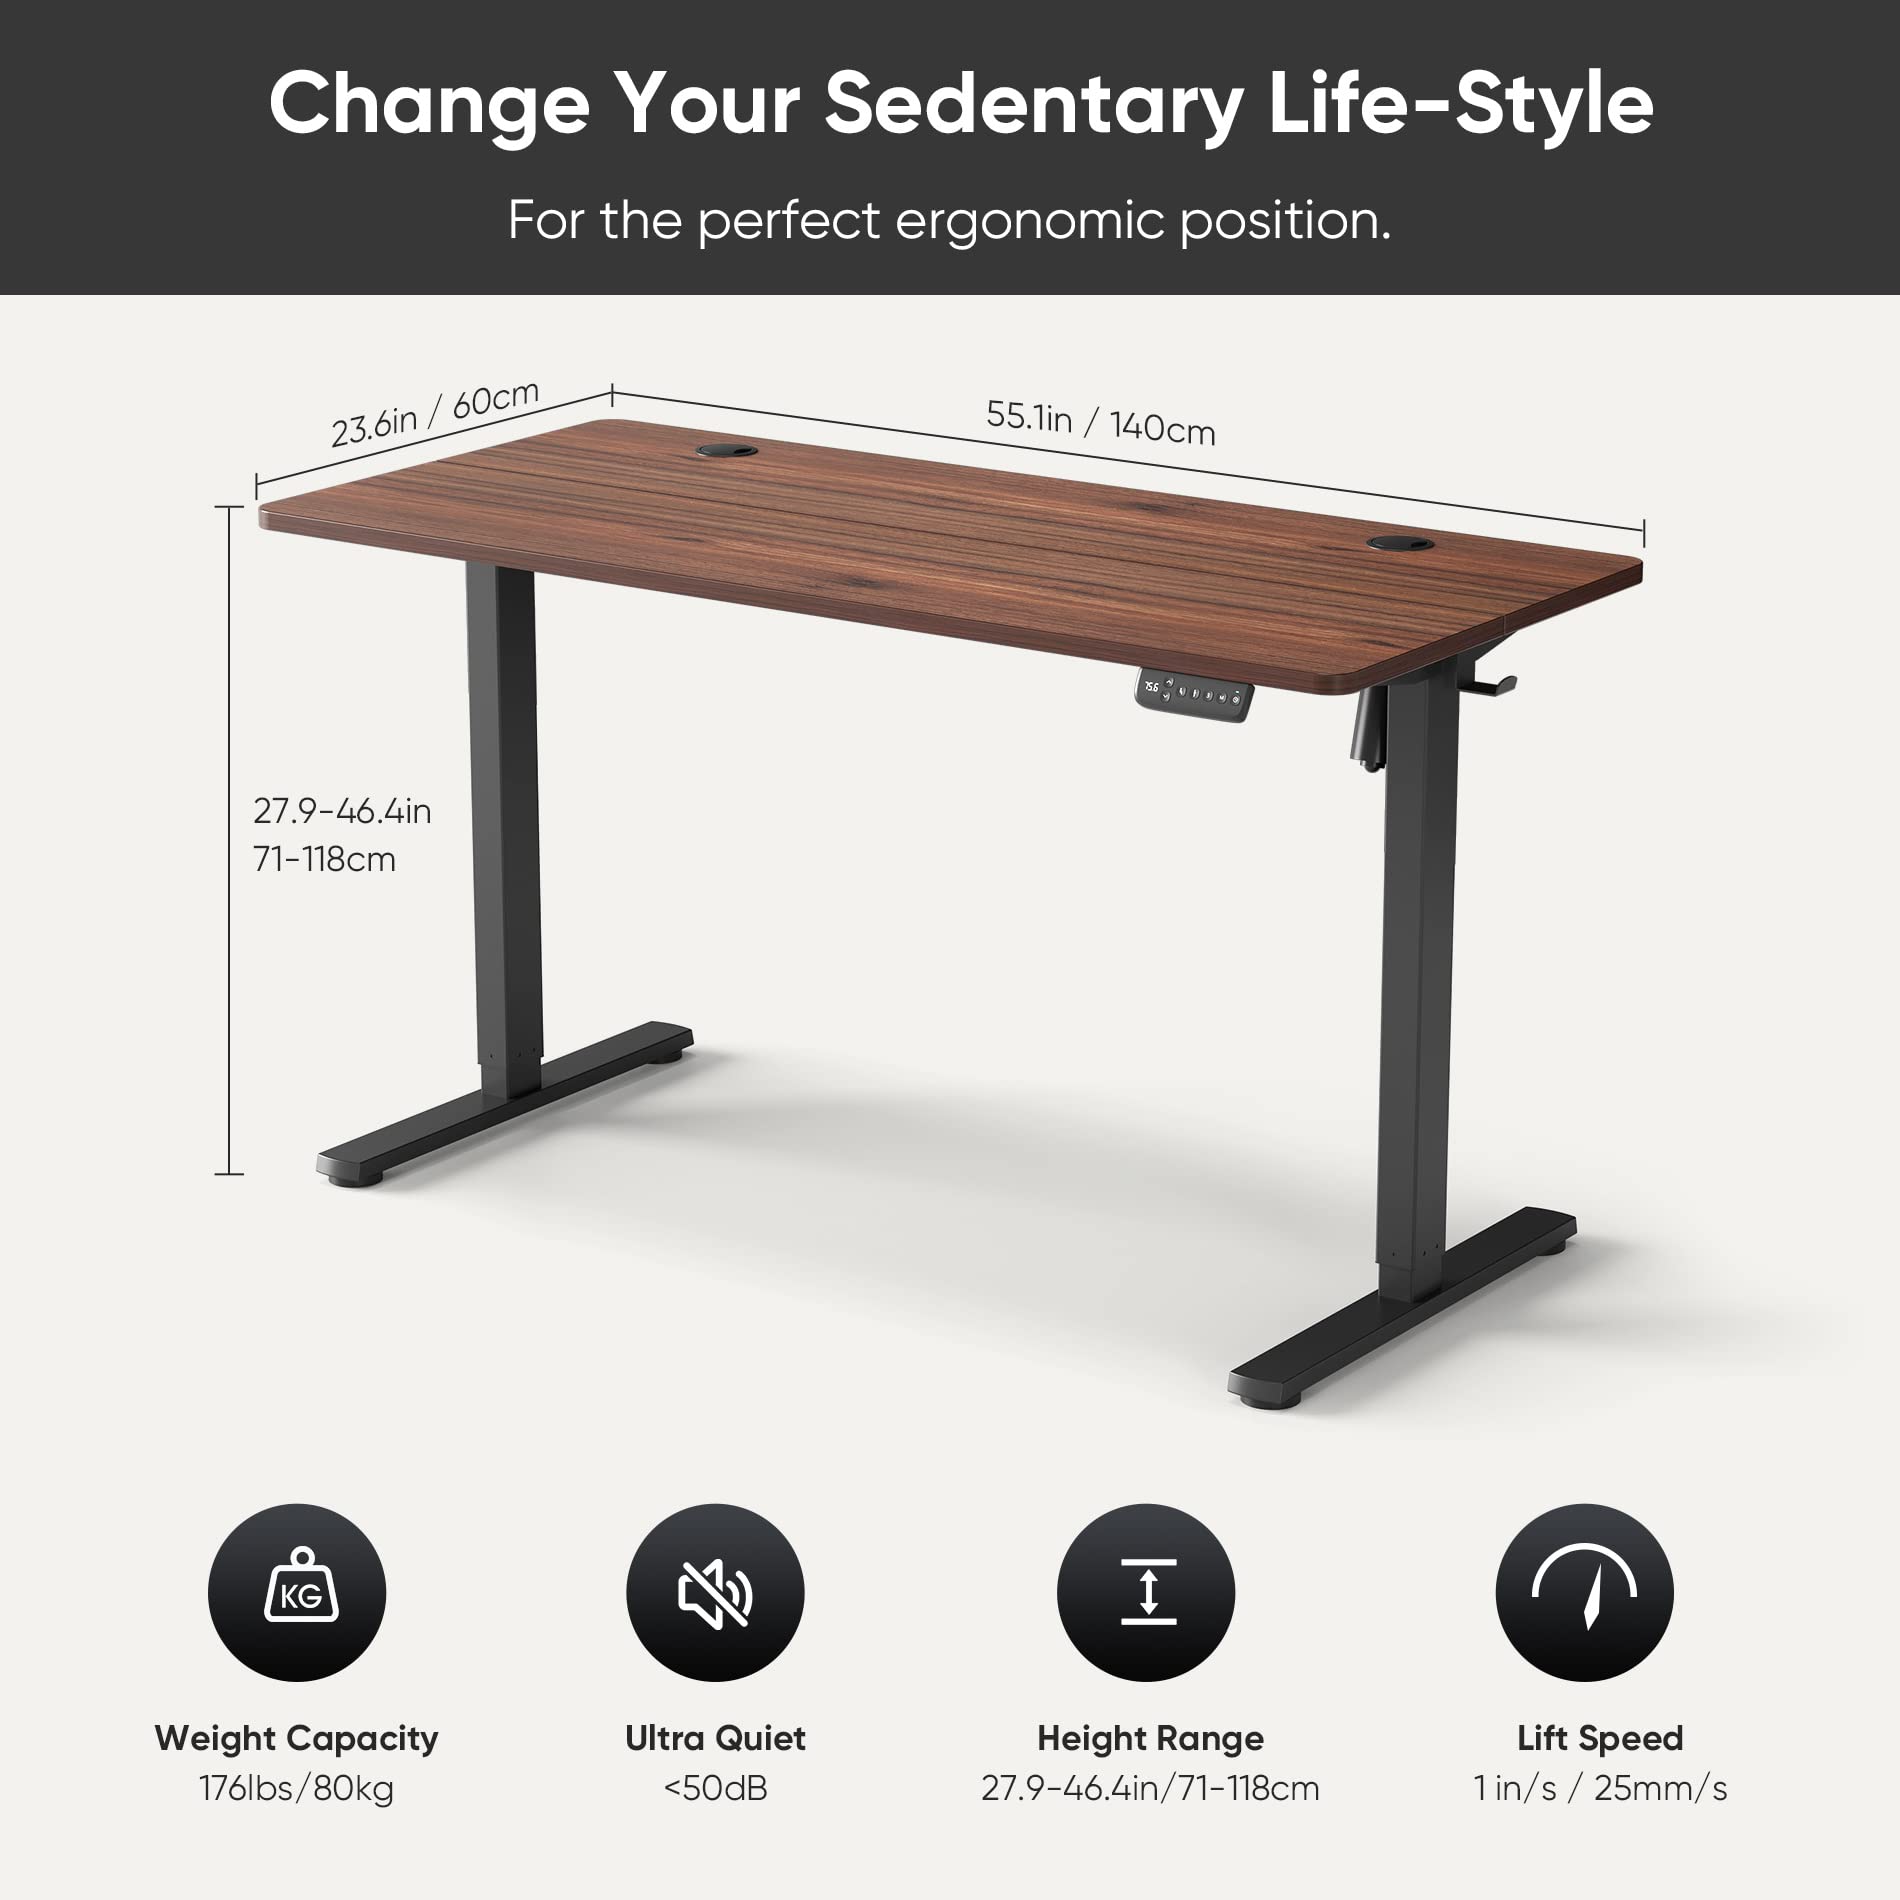 Change Your Sedentary Life-Style
For the perfect ergonomic position.
23.6in / 60cm
55.1in / 140cm
75.6
27.9-46.4in
71-118cm
KG
Weight Capacity
176lbs/80kg
Ultra Quiet
<50dB
Height Range
27.9-46.4in/71-118cm
Lift Speed
1 in/s / 25mm/s